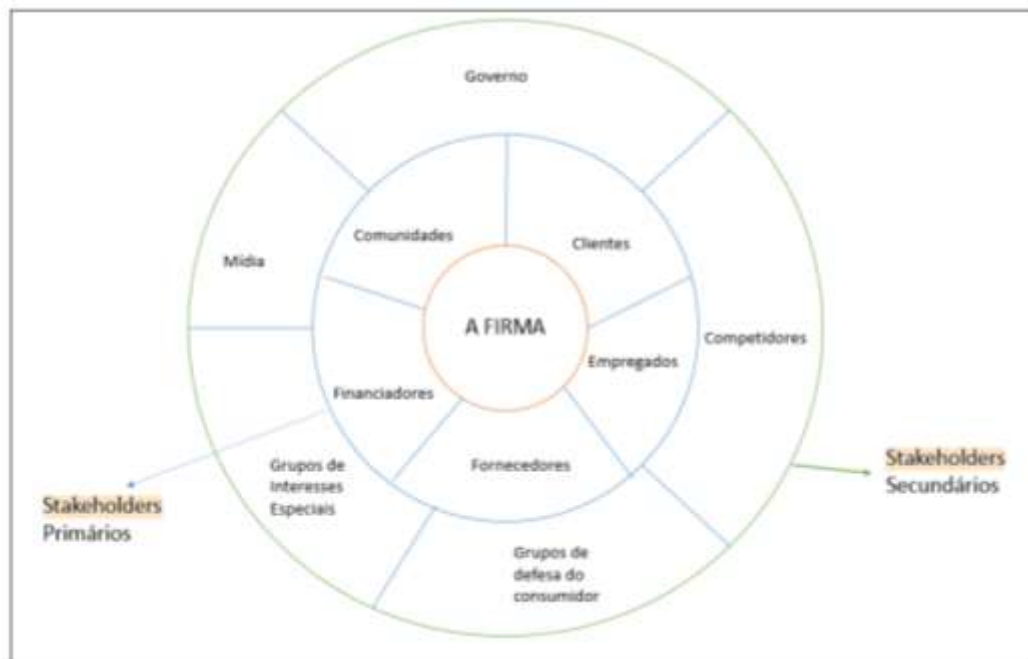 Governo
Comunidades
Clientes
Mídia
A FIRMA
Competidores
Empregados
Financiadores
Fornecedores
Grupos de
Interesses
Especiais
Stakeholders
Primários
Stakeholders
Secundários
Grupos de
defesa do
consumidor